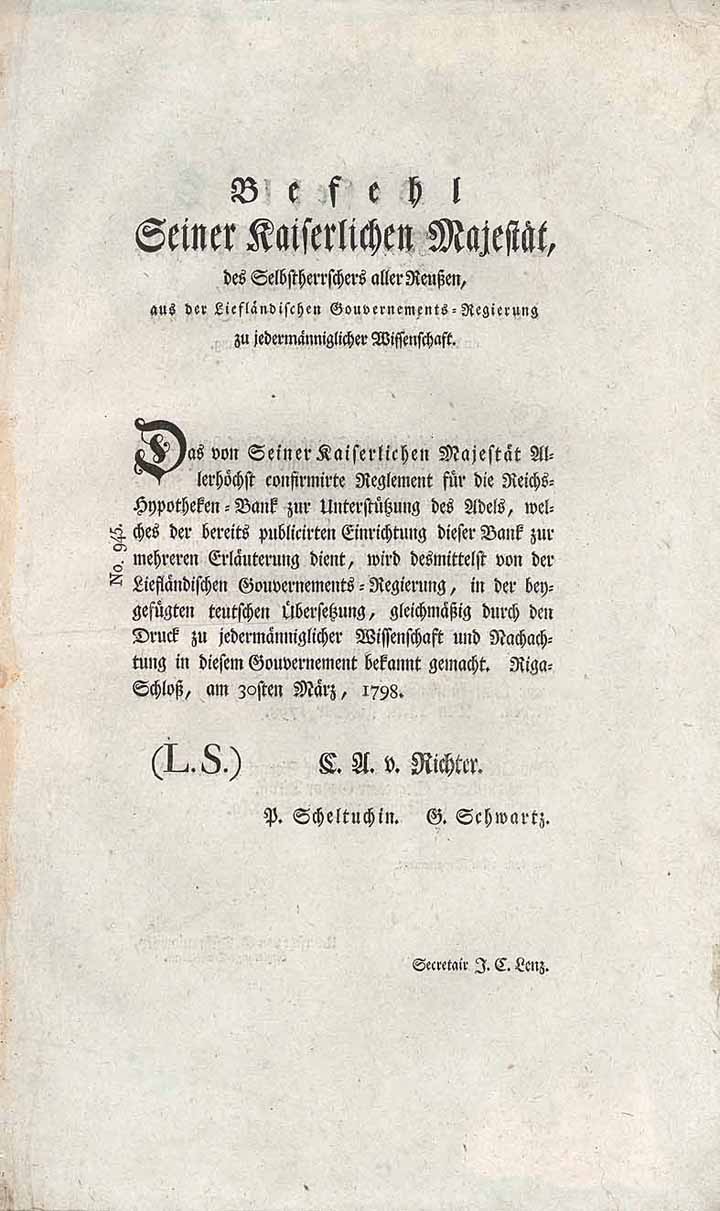 Befehl
Seiner Kaiserlichen Majestät,
des Selbstherrschers aller Reußen,
aus der Liefländischen Gouvernements-Regierung
zu jedermänniglicher Wissenschaft.
Das von Seiner Kaiserlichen Majestät Al-
lerhöchst confirmirte Reglement für die Reichs-
Hypotheken-Bank zur Unterstützung des Adels, wel-
ches der bereits publicirten Einrichtung dieser Bank zur
mehreren Erläuterung dient, wird desmittelst von der
Liefländischen Gouvernements-Regierung, in der bey-
gefügten teutschen Übersetzung, gleichmäßig durch den
Druck zu jedermänniglicher Wissenschaft und Nachach-
tung in diesem Gouvernement bekannt gemacht. Riga-
Schloß, am 30sten März, 1798.
No. 945.
(L.S.) C. A. v. Richter.
P. Scheltuchin. G. Schwartz.
Secretair J. C. Lenz.